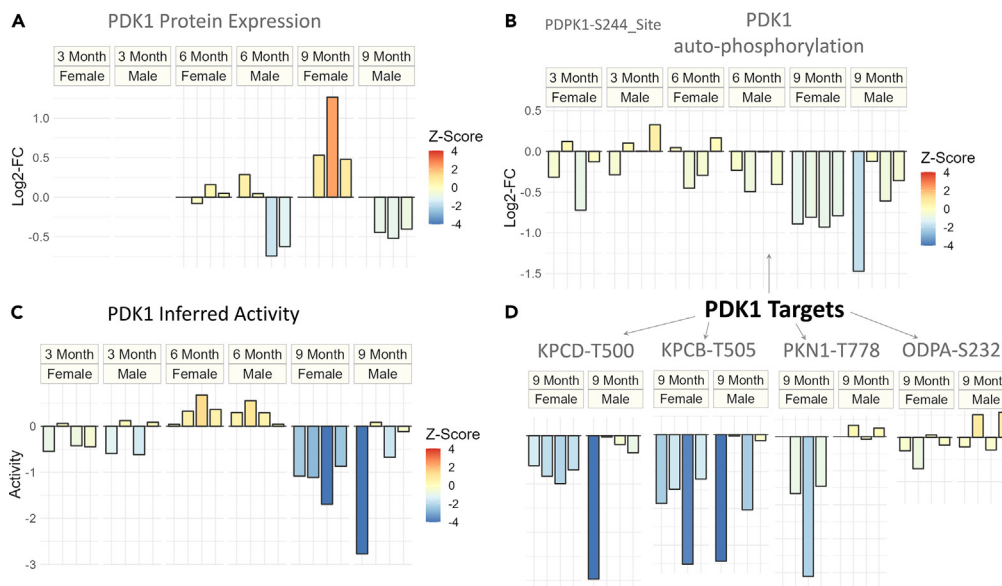 A
PDK1 Protein Expression
3 Month 3 Month 6 Month 6 Month 9 Month 9 Month
Female Male Female Male Female Male
Log2-FC
1.0
0.5
0.0
-0.5
Z-Score
4
2
0
-2
-4
B
PDPK1-S244_Site
PDK1
auto-phosphorylation
3 Month 3 Month 6 Month 6 Month 9 Month 9 Month
Female Male Female Male Female Male
Log2-FC
0.5
0.0
-0.5
-1.0
-1.5
Z-Score
4
2
0
-2
-4
C
PDK1 Inferred Activity
3 Month 3 Month 6 Month 6 Month 9 Month 9 Month
Female Male Female Male Female Male
Activity
0
-1
-2
-3
Z-Score
4
2
0
-2
-4
D
PDK1 Targets
KPCD-T500 KPCB-T505 PKN1-T778 ODPA-S232
9 Month 9 Month 9 Month 9 Month 9 Month 9 Month 9 Month 9 Month
Female Male Female Male Female Male Female Male